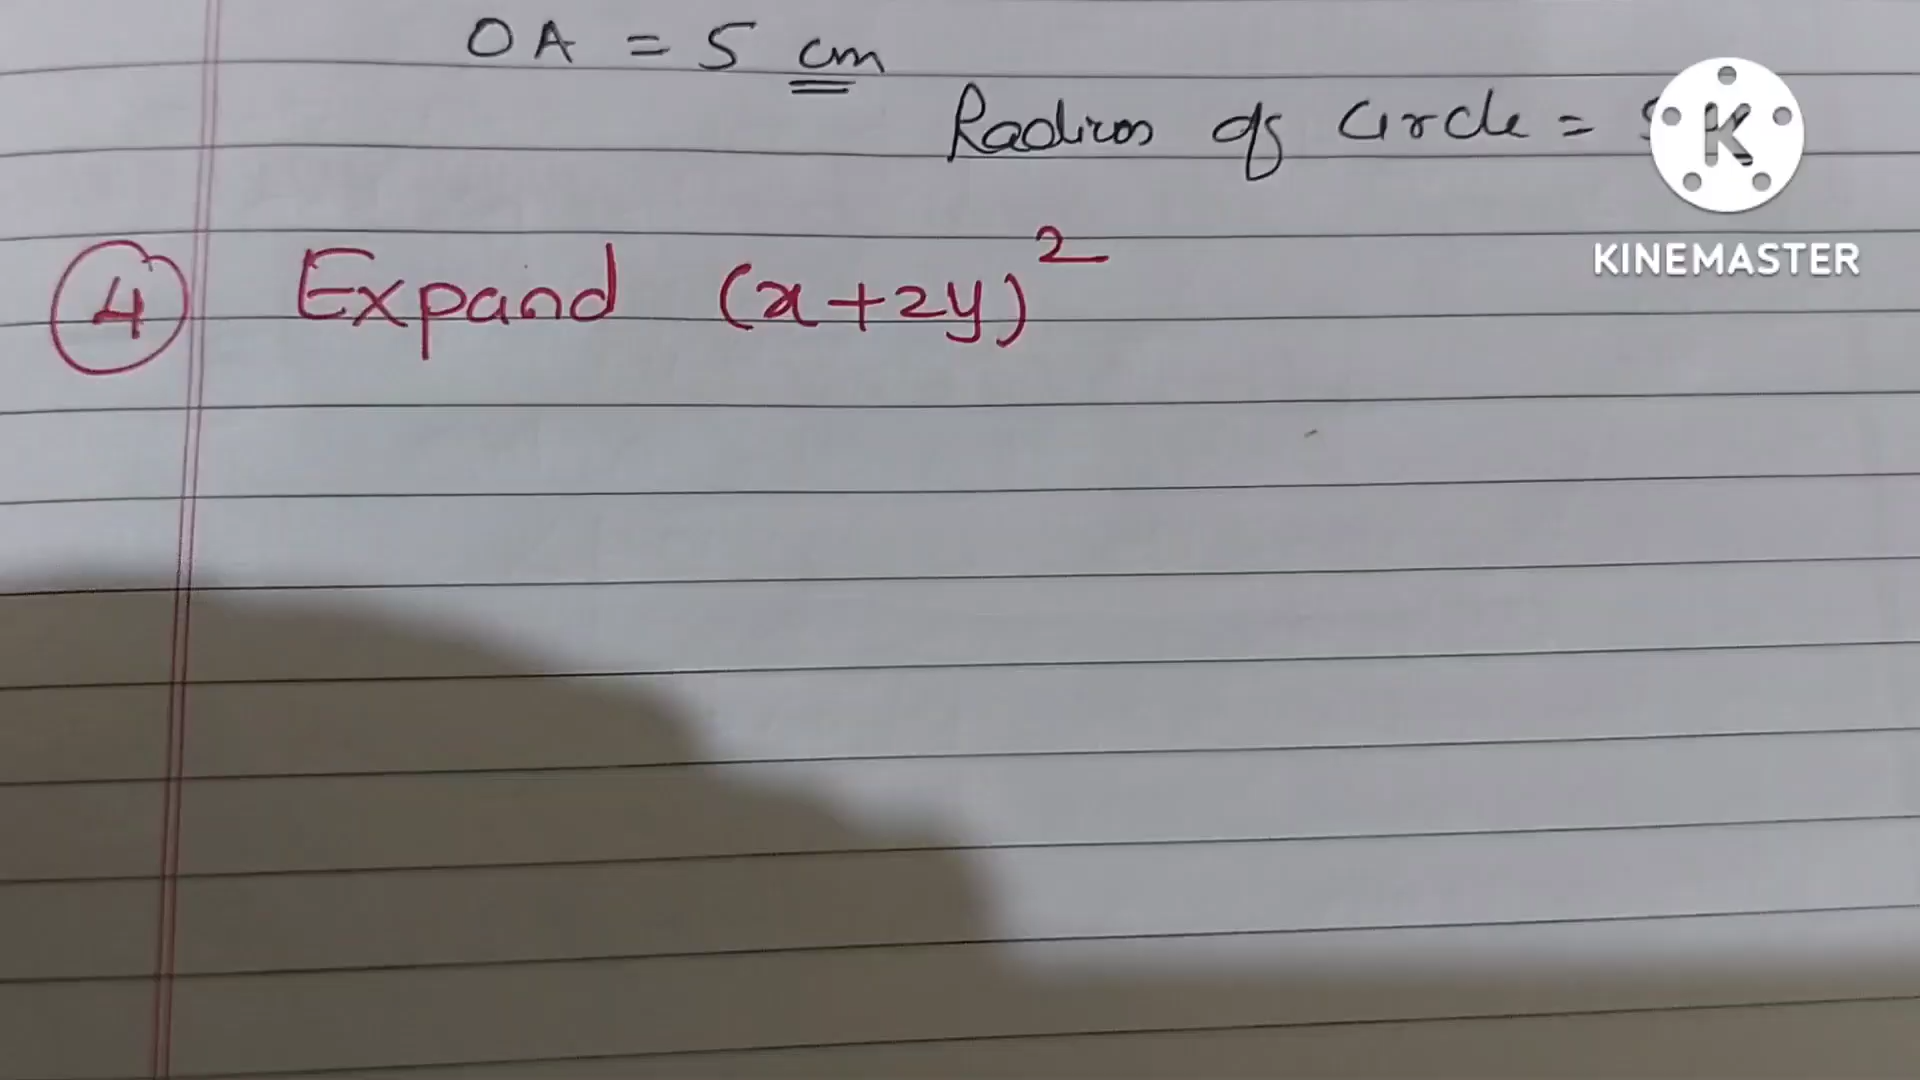 OA = 5 cm
Radius of Circle =
KINEMASTER
4 Expand (x+2y)²